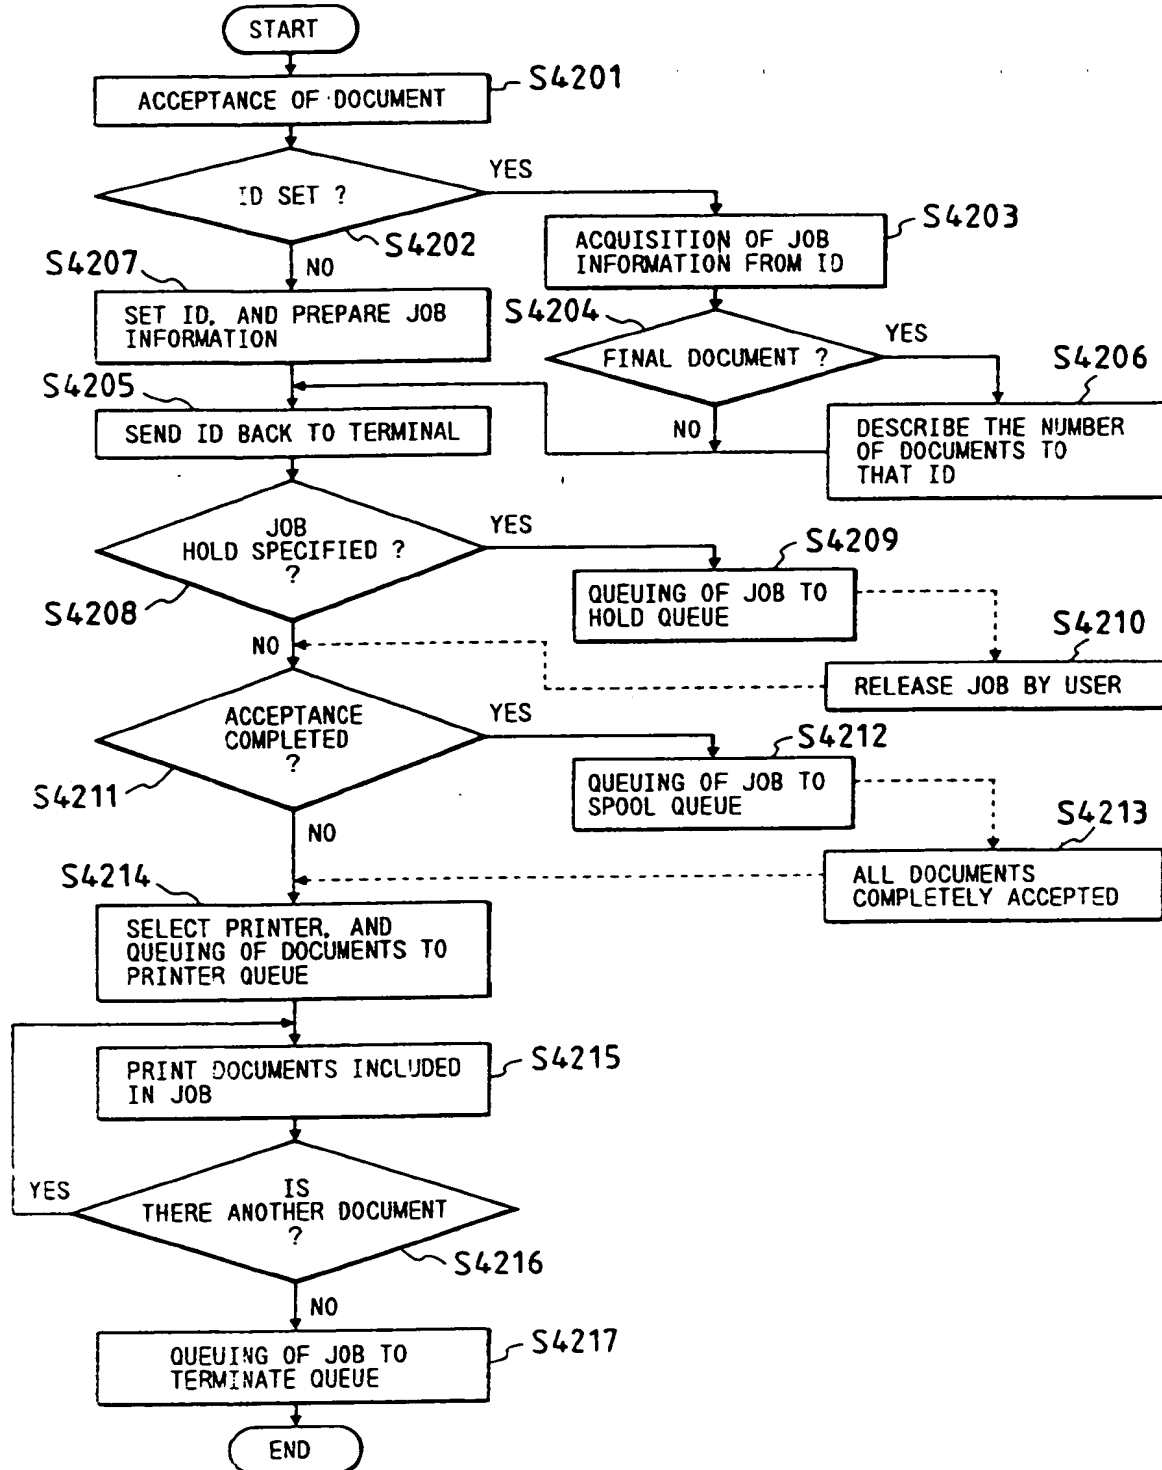 START
ACCEPTANCE OF DOCUMENT
S4201
ID SET ?
YES
S4202
NO
ACQUISITION OF JOB
INFORMATION FROM ID
S4203
S4207
SET ID, AND PREPARE JOB
INFORMATION
S4204
FINAL DOCUMENT ?
YES
NO
S4206
DESCRIBE THE NUMBER
OF DOCUMENTS TO
THAT ID
S4205
SEND ID BACK TO TERMINAL
JOB
HOLD SPECIFIED ?
?
YES
S4208
NO
S4209
QUEUING OF JOB TO
HOLD QUEUE
S4210
RELEASE JOB BY USER
ACCEPTANCE
COMPLETED
?
YES
S4211
NO
S4212
QUEUING OF JOB TO
SPOOL QUEUE
S4213
ALL DOCUMENTS
COMPLETELY ACCEPTED
S4214
SELECT PRINTER, AND
QUEUING OF DOCUMENTS TO
PRINTER QUEUE
PRINT DOCUMENTS INCLUDED
IN JOB
S4215
IS
THERE ANOTHER DOCUMENT
?
YES
S4216
NO
QUEUING OF JOB TO
TERMINATE QUEUE
S4217
END